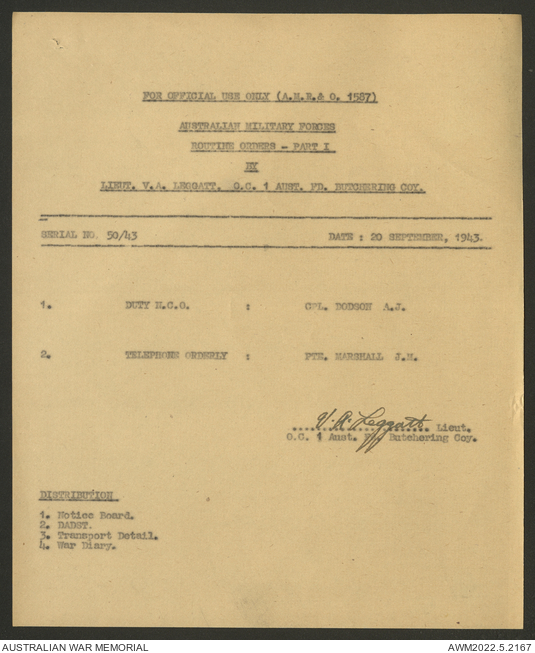 FOR OFFICIAL USE ONLY (A.M.R.& O. 1587)
AUSTRALIAN MILITARY FORCES
ROUTINE ORDERS - PART I
BY
LIEUT. V.A. LEGGATT. O.C. 1 AUST. FD. BUTCHERING COY.
SERIAL NO. 50/43 DATE : 20 SEPTEMBER, 1943.
1. DUTY N.C.O. : CPL. DODSON A.J.
2. TELEPHONE ORDERLY : PTE. MARSHALL J.M.
V. A. Leggatt Lieut.
O.C. 1 Aust. Butchering Coy.
DISTRIBUTION
1. Notice Board.
2. DADST.
3. Transport Detail.
4. War Diary.
AUSTRALIAN WAR MEMORIAL AWM2022.5.2167